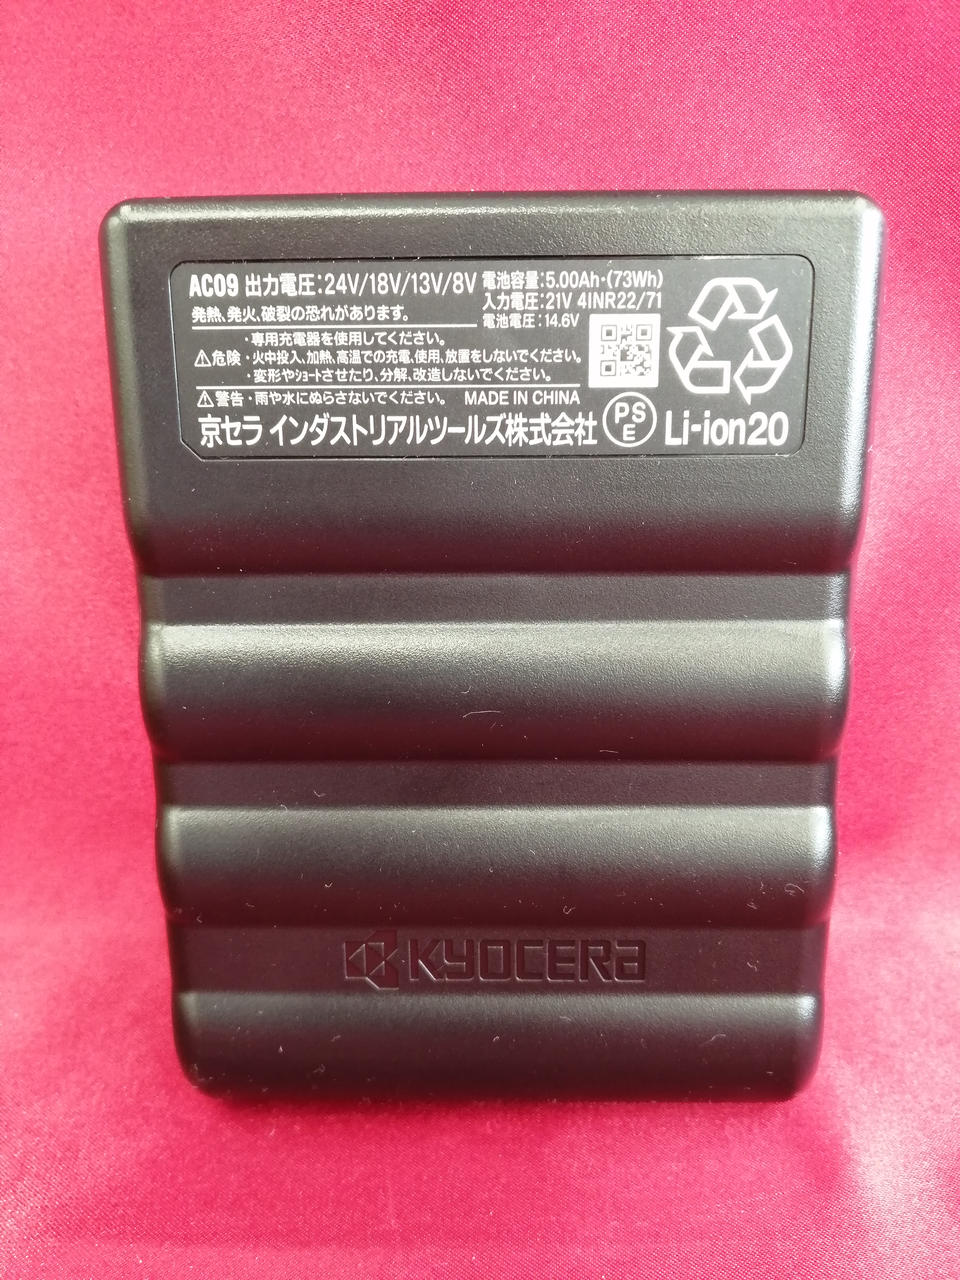 AC09 出力電圧:24V/18V/13V/8V 電池容量:5.00Ah・(73Wh)
入力電圧:21V 4INR22/71
発熱、発火、破裂の恐れがあります。 電池電圧:14.6V
・専用充電器を使用してください。
⚠危険・火中投入、加熱、高温での充電、使用、放置をしないでください。
・変形やショートさせたり、分解、改造しないでください。
⚠警告・雨や水にぬらさないでください。 MADE IN CHINA
京セラ インダストリアルツールズ株式会社 PSE Li-ion20
KYOCERA